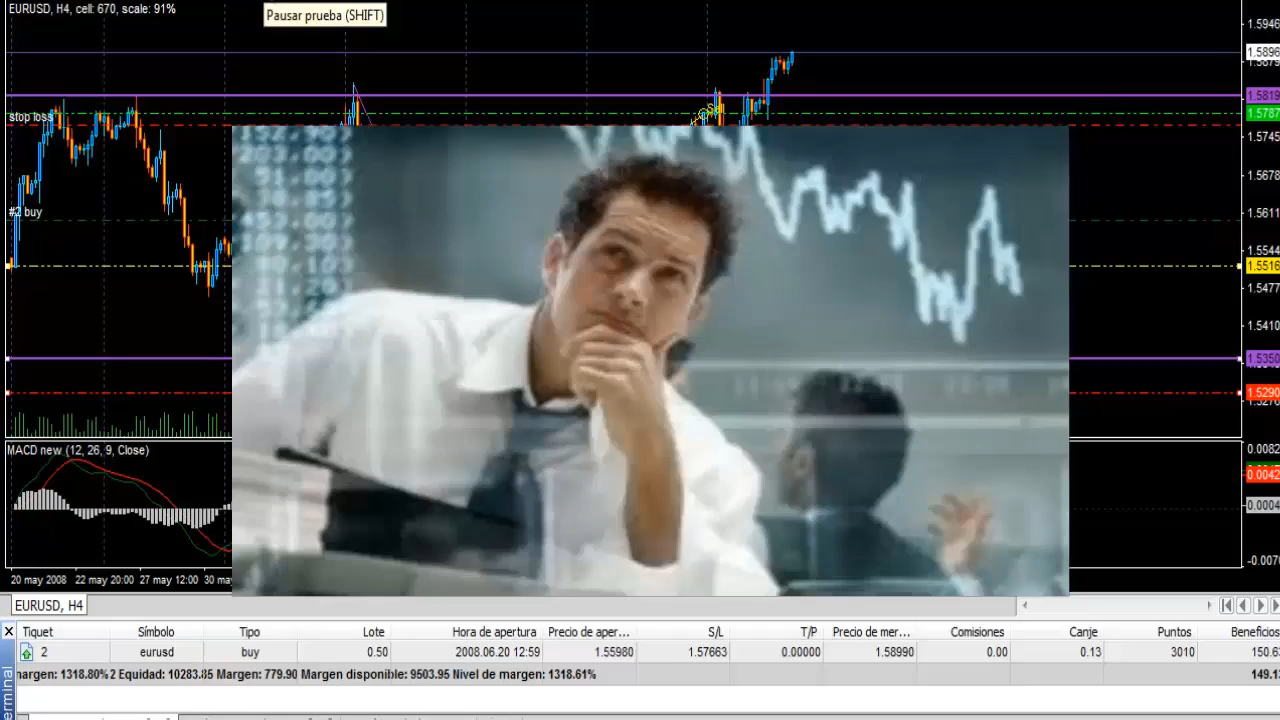 EURUSD, H4, cell: 670, scale: 91%
Pausar prueba (SHIFT)
1.5946
1.5896
1.5819
stop loss
Sell
1.5787
1.5745
1.5678
#2 buy
1.5611
1.5544
1.5516
1.5477
1.5410
1.5350
1.5290
MACD new (12, 26, 9, Close)
0.0082
0.0042
0.0004
20 may 2008 22 may 20:00 27 may 12:00 30 may
EURUSD, H4
Tiquet Símbolo Tipo Lote Hora de apertura Precio de aper... S/L T/P Precio de mer... Comisiones Canje Puntos Beneficios
2 eurusd buy 0.50 2008.06.20 12:59 1.55980 1.57663 0.00000 1.58990 0.00 0.13 3010 150.63
margen: 1318.80% 2 Equidad: 10283.85 Margen: 779.90 Margen disponible: 9503.95 Nivel de margen: 1318.61% 149.13
erminal